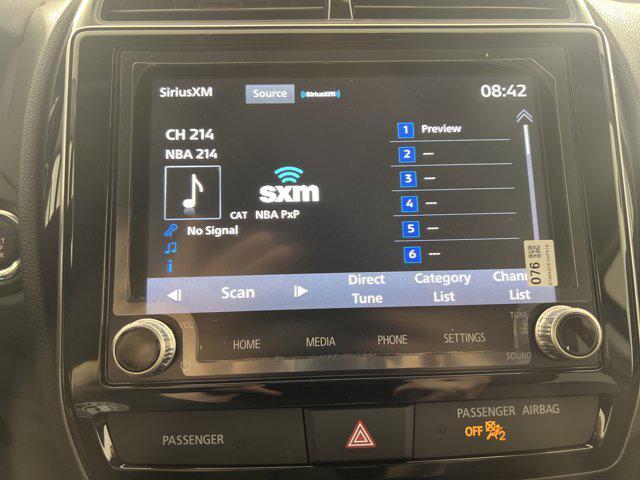 SiriusXM Source SiriusXM 08:42
CH 214
NBA 214
sxm
CAT NBA PxP
No Signal
1 Preview
2 ---
3 ---
4 ---
5 ---
6 ---
Scan
Direct Tune
Category List
List
076
VOL
TUNE
HOME MEDIA PHONE SETTINGS
SOUND
PASSENGER
PASSENGER AIRBAG
OFF 2